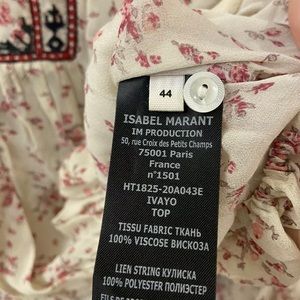 44
ISABEL MARANT
IM PRODUCTION
50, rue Croix des Petits Champs
75001 Paris
France
n°1501
HT1825-20A043E
IVAYO
TOP
TISSU FABRIC ТКАНЬ
100% VISCOSE ВИСКОЗА
LIEN STRING КУЛИСКА
100% POLYESTER ПОЛИЭСТЕР